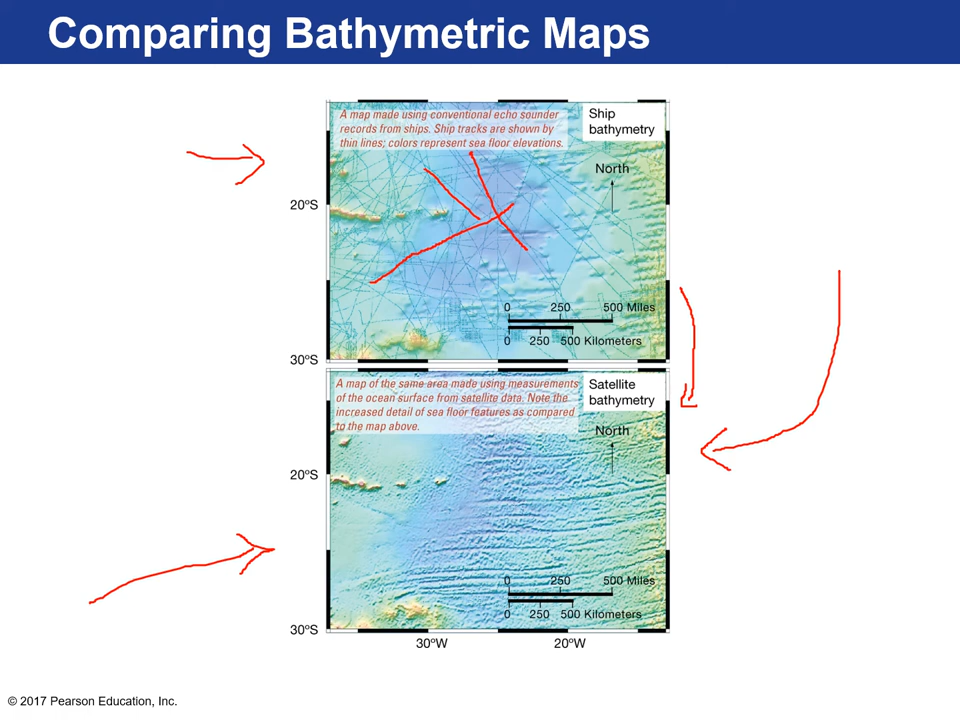 Comparing Bathymetric Maps
A map made using conventional echo sounder
records from ships. Ship tracks are shown by
thin lines; colors represent sea floor elevations.
Ship
bathymetry
North
20°S
0 250 500 Miles
0 250 500 Kilometers
30°S
A map of the same area made using measurements
of the ocean surface from satellite data. Note the
increased detail of sea floor features as compared
to the map above.
Satellite
bathymetry
North
20°S
0 250 500 Miles
0 250 500 Kilometers
30°S
30°W 20°W
© 2017 Pearson Education, Inc.